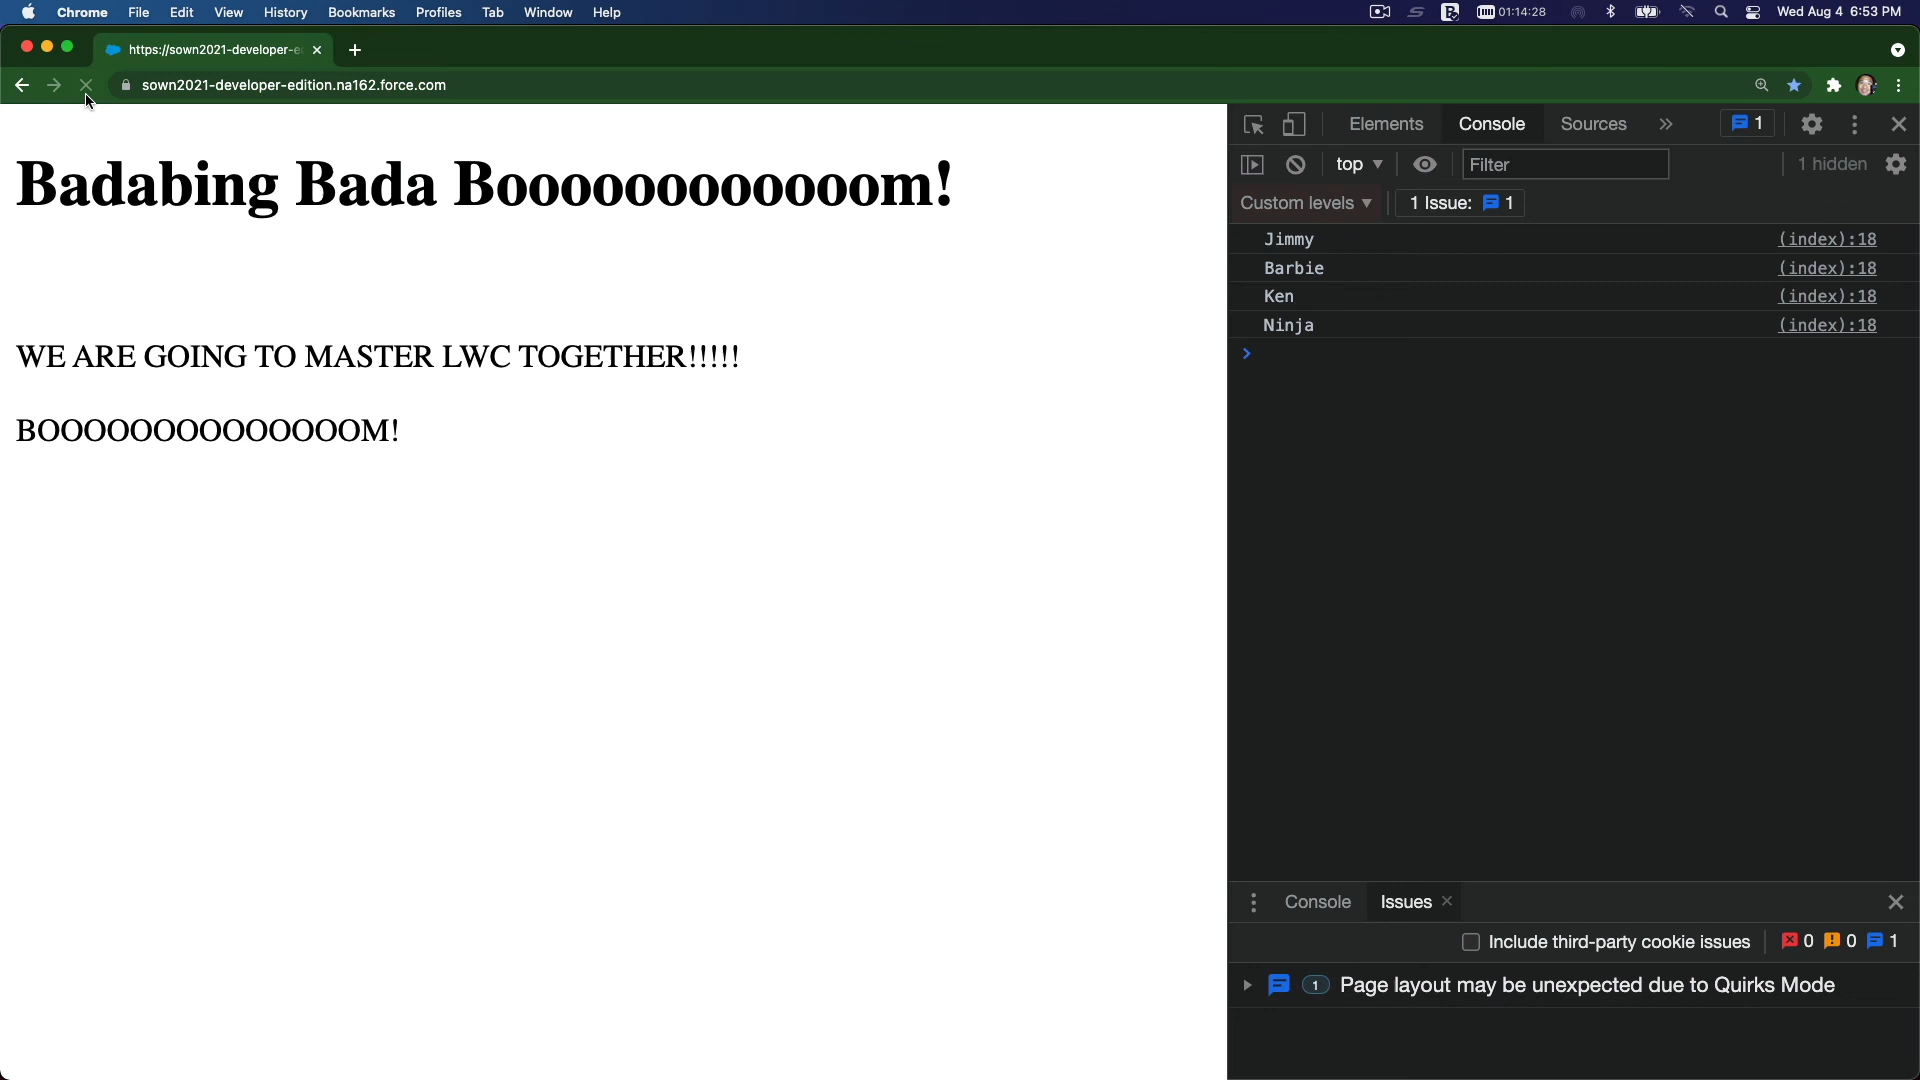 Chrome File Edit View History Bookmarks Profiles Tab Window Help 01:14:28 Wed Aug 4 6:53 PM
https://sown2021-developer-e
sown2021-developer-edition.na162.force.com
Elements Console Sources » 1
top Filter 1 hidden
Custom levels 1 Issue: 1
Jimmy (index):18
Barbie (index):18
Ken (index):18
Ninja (index):18
Badabing Bada Boooooooooooom!
WE ARE GOING TO MASTER LWC TOGETHER!!!!!
BOOOOOOOOOOOOOOM!
Console Issues
Include third-party cookie issues 0 0 1
1 Page layout may be unexpected due to Quirks Mode